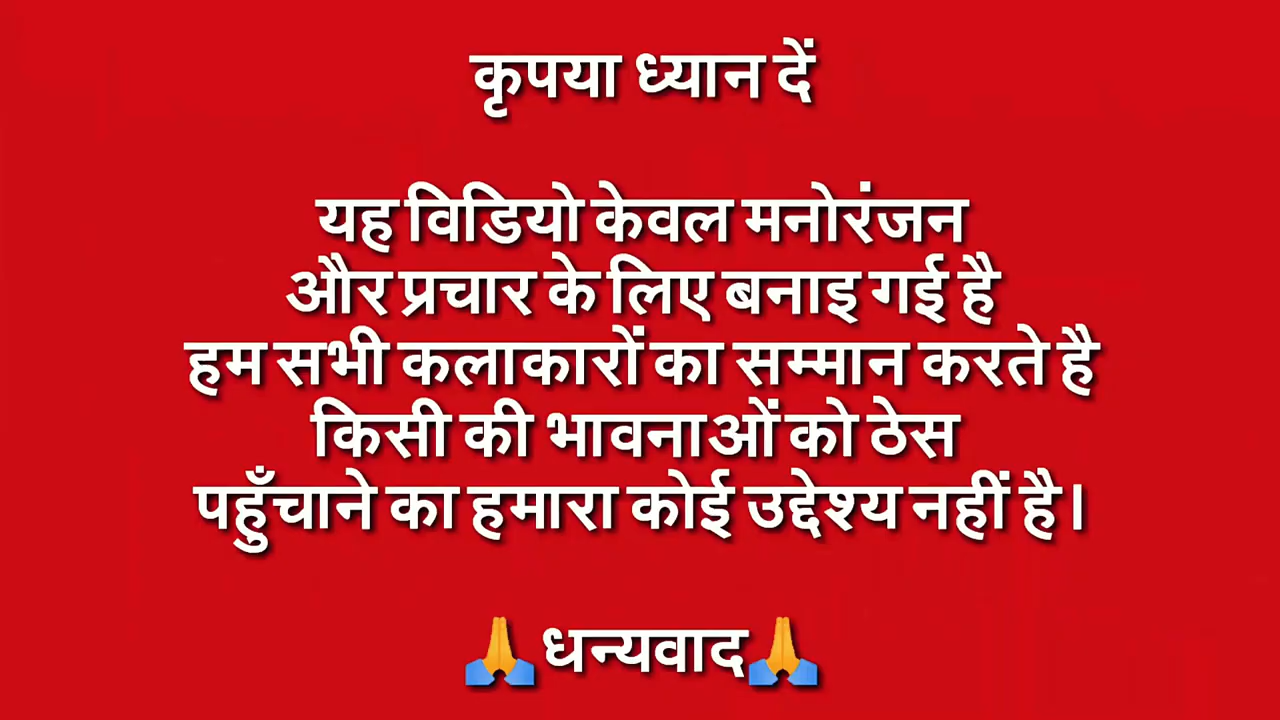 कृपया ध्यान दें
यह विडियो केवल मनोरंजन
और प्रचार के लिए बनाइ गई है
हम सभी कलाकारों का सम्मान करते है
किसी की भावनाओं को ठेस
पहुँचाने का हमारा कोई उद्देश्य नहीं है।
🙏धन्यवाद🙏